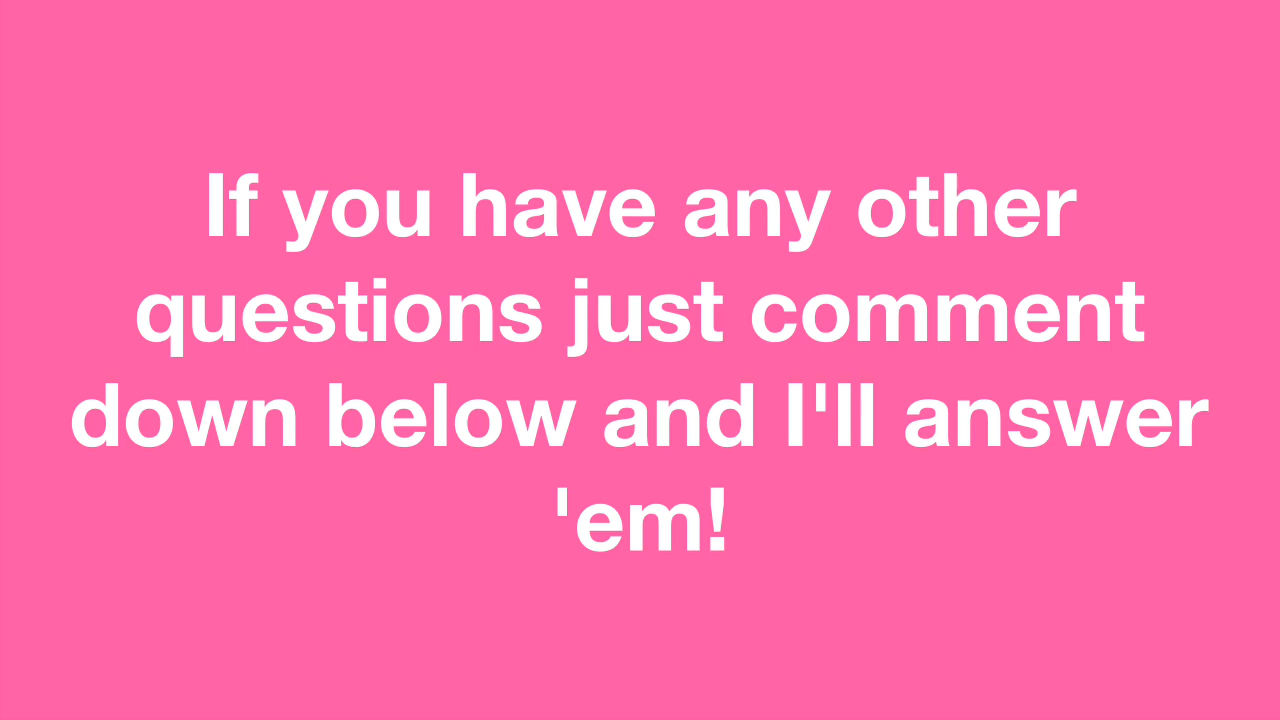 If you have any other
questions just comment
down below and I'll answer
'em!